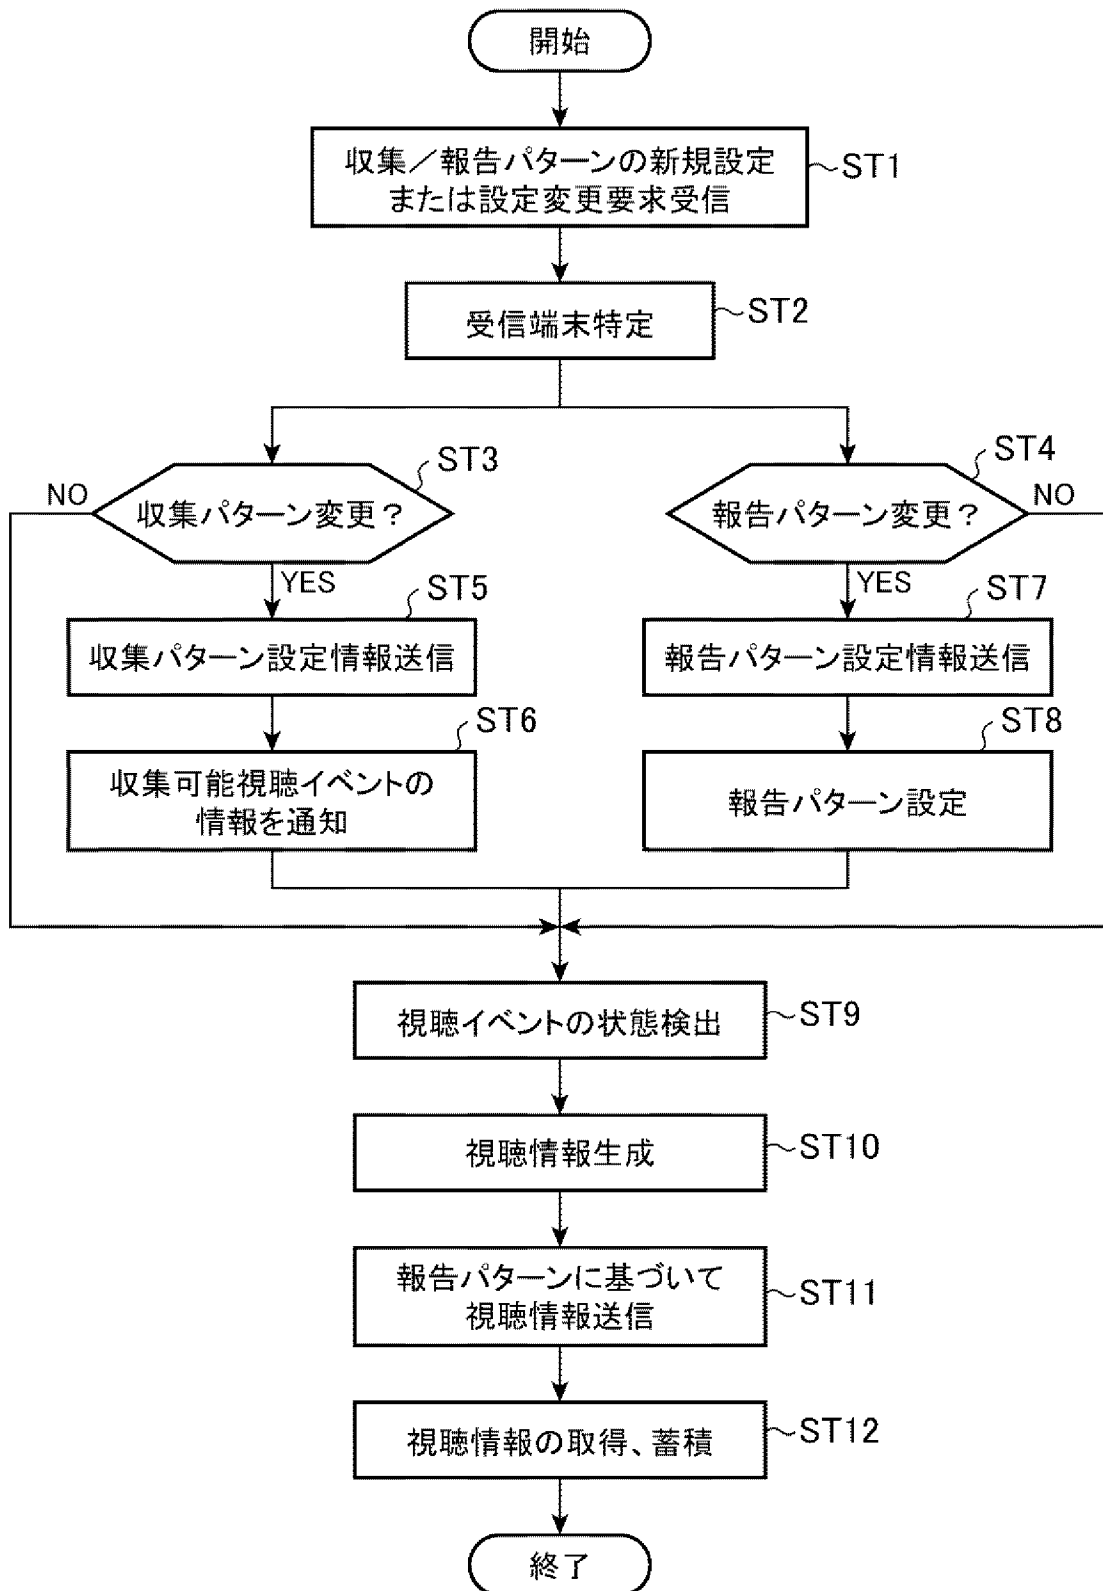 開始
収集／報告パターンの新規設定
または設定変更要求受信
ST1
受信端末特定
ST2
ST3
NO
収集パターン変更？
YES
ST4
報告パターン変更？
NO
YES
ST5
収集パターン設定情報送信
ST7
報告パターン設定情報送信
ST6
収集可能視聴イベントの
情報を通知
ST8
報告パターン設定
視聴イベントの状態検出
ST9
視聴情報生成
ST10
報告パターンに基づいて
視聴情報送信
ST11
視聴情報の取得、蓄積
ST12
終了